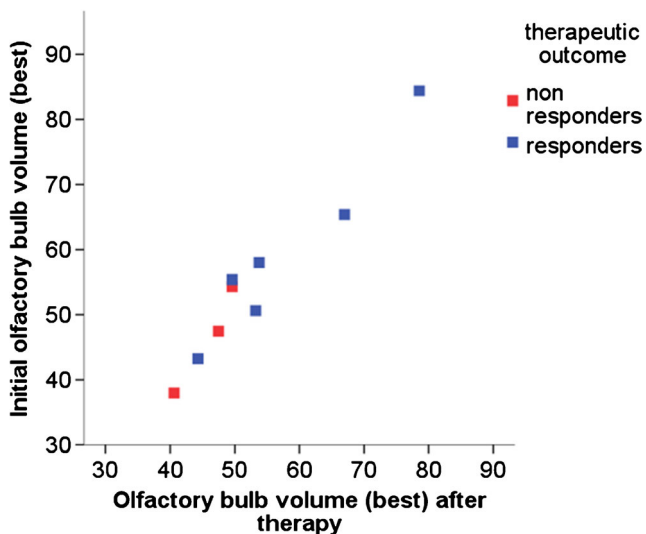 therapeutic
outcome
non
responders
responders
Initial olfactory bulb volume (best)
90
80
70
60
50
40
30
30 40 50 60 70 80 90
Olfactory bulb volume (best) after
therapy